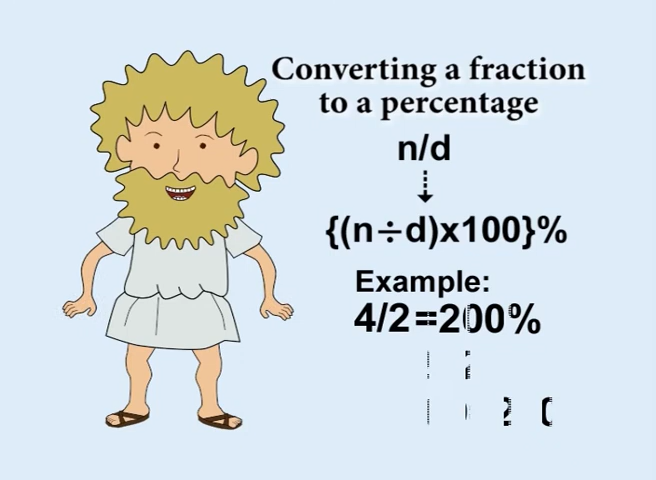 Converting a fraction
to a percentage
n/d
{(n÷d)x100}%
Example:
4/2=200%